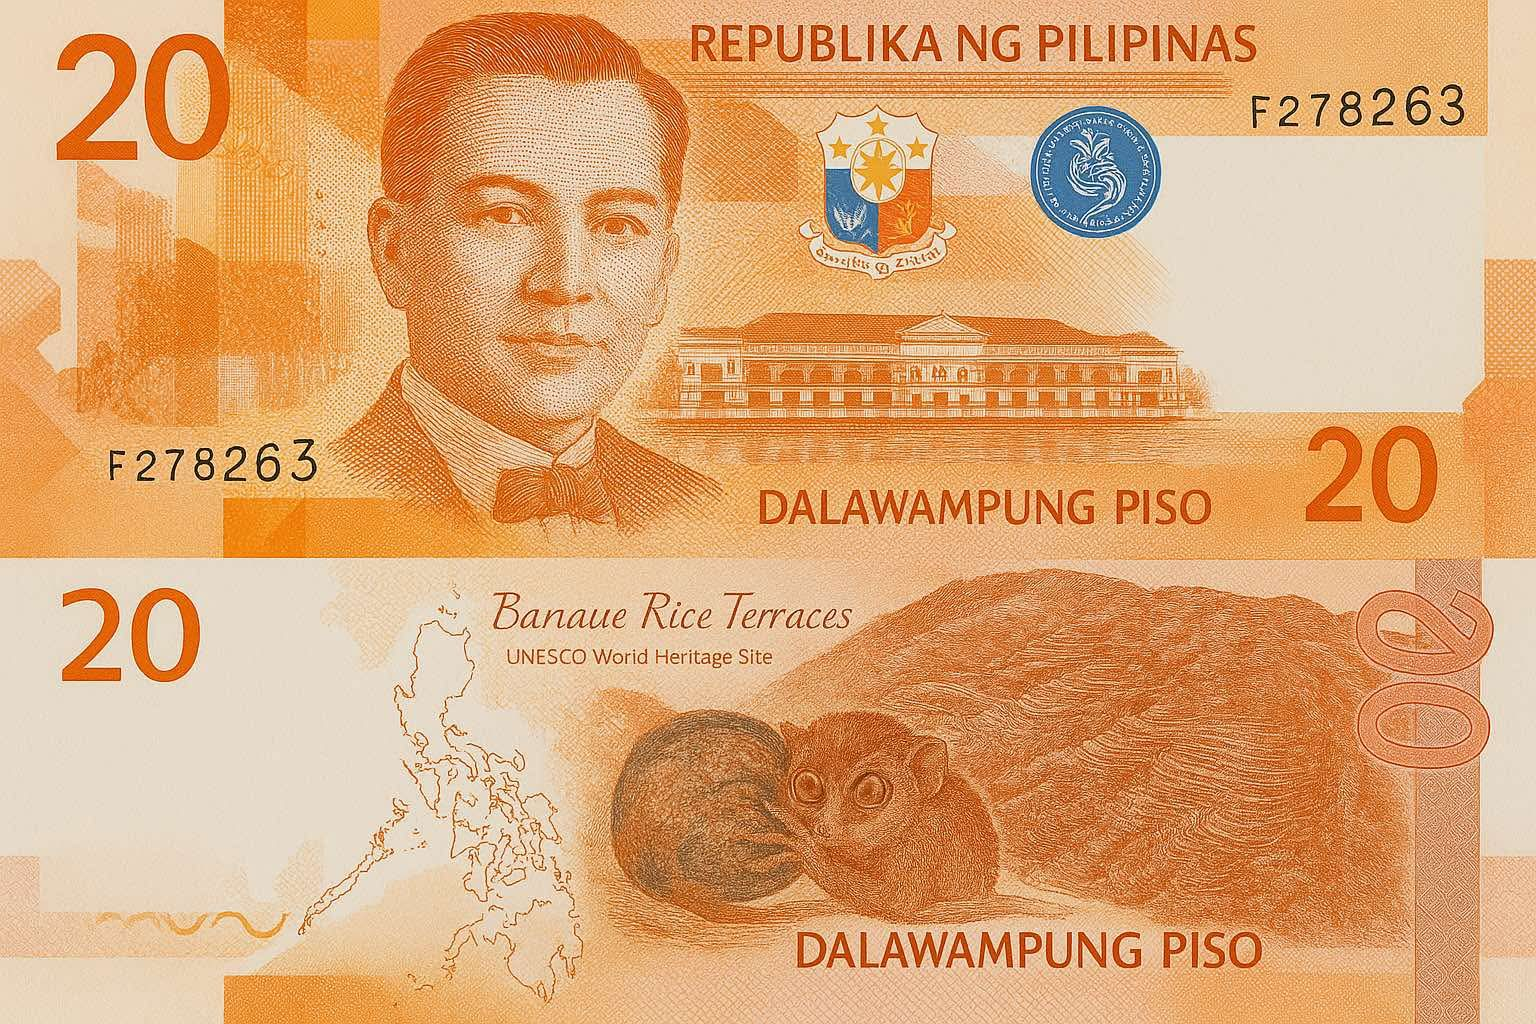 20
REPUBLIKA NG PILIPINAS
F278263
F278263
20
DALAWAMPUNG PISO
20
Banaue Rice Terraces
UNESCO World Heritage Site
20
DALAWAMPUNG PISO